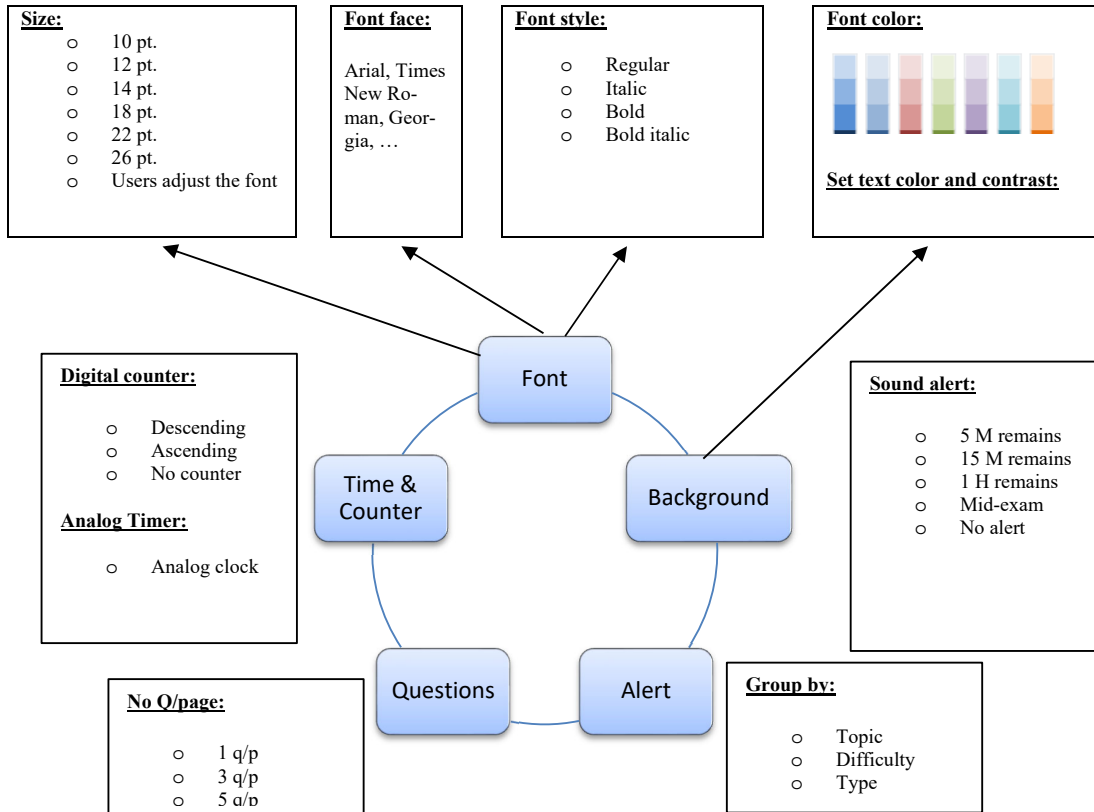 Size:
o 10 pt.
o 12 pt.
o 14 pt.
o 18 pt.
o 22 pt.
o 26 pt.
o Users adjust the font
Font face:
Arial, Times
New Ro-
man, Geor-
gia, …
Font style:
o Regular
o Italic
o Bold
o Bold italic
Font color:
Set text color and contrast:
Font
Digital counter:
o Descending
o Ascending
o No counter
Analog Timer:
o Analog clock
Time &
Counter
Background
Sound alert:
o 5 M remains
o 15 M remains
o 1 H remains
o Mid-exam
o No alert
Questions
Alert
No Q/page:
o 1 q/p
o 3 q/p
o 5 q/p
Group by:
o Topic
o Difficulty
o Type